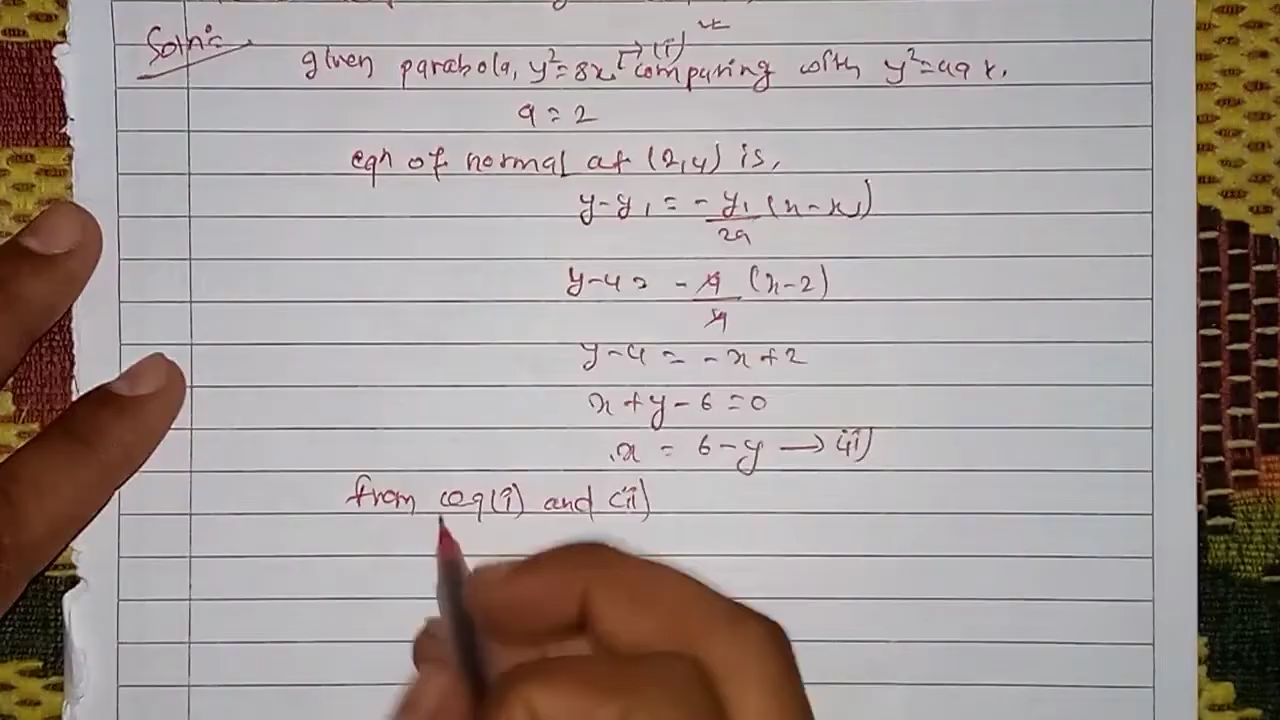 Soln:
given parabola, y²=8x →(i) comparing with y²=4ax.
a=2
eqn of normal at (2,4) is,
y-y₁ = -y₁/2a (x-x₁)
y-4= -4/4 (x-2)
y-4 = -x+2
x+y-6=0
x = 6-y →(ii)
from eq(i) and (ii)